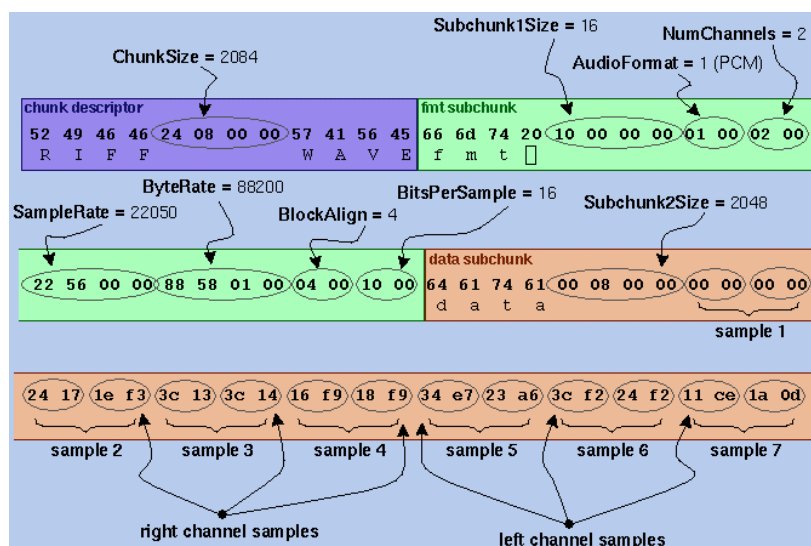 Subchunk1Size = 16
NumChannels = 2
ChunkSize = 2084
AudioFormat = 1 (PCM)
chunk descriptor
fmt subchunk
52 49 46 46 24 08 00 00 57 41 56 45 66 6d 74 20 10 00 00 00 01 00 02 00
R I F F W A V E f m t
ByteRate = 88200
BitsPerSample = 16
Subchunk2Size = 2048
SampleRate = 22050
BlockAlign = 4
data subchunk
22 56 00 00 88 58 01 00 04 00 10 00 64 61 74 61 00 08 00 00 00 00 00 00
d a t a
sample 1
24 17 1e f3 3c 13 3c 14 16 f9 18 f9 34 e7 23 a6 3c f2 24 f2 11 ce 1a 0d
sample 2 sample 3 sample 4 sample 5 sample 6 sample 7
right channel samples
left channel samples